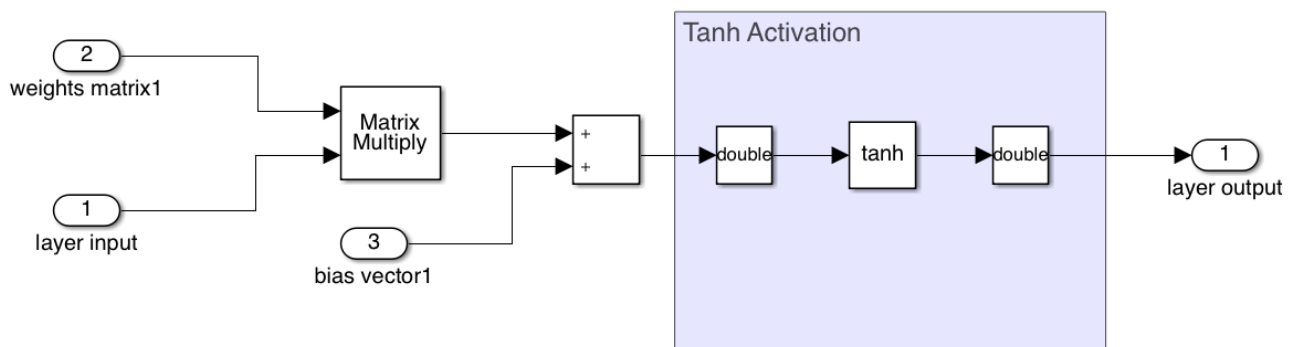 Tanh Activation
2
weights matrix1
Matrix
Multiply
+
+
double
tanh
double
1
layer output
1
layer input
3
bias vector1